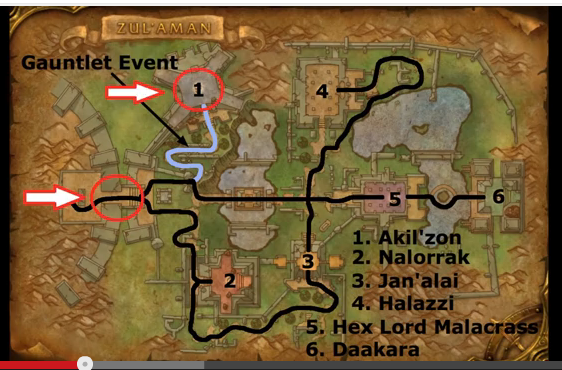 ZUL'AMAN
Gauntlet Event
1
4
5
6
3
2
1. Akil'zon
2. Nalorrak
3. Jan'alai
4. Halazzi
5. Hex Lord Malacrass
6. Daakara